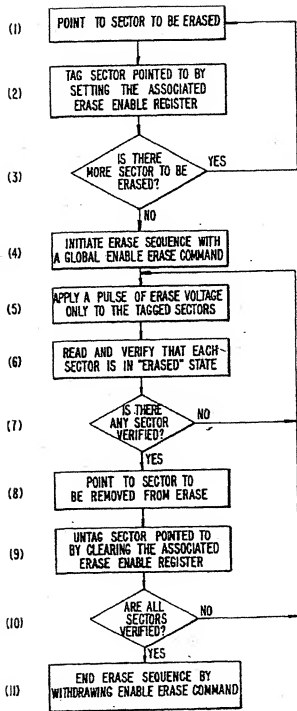 (1) POINT TO SECTOR TO BE ERASED
(2) TAG SECTOR POINTED TO BY
SETTING THE ASSOCIATED
ERASE ENABLE REGISTER
(3) IS THERE
MORE SECTOR TO BE
ERASED?
YES
NO
(4) INITIATE ERASE SEQUENCE WITH
A GLOBAL ENABLE ERASE COMMAND
(5) APPLY A PULSE OF ERASE VOLTAGE
ONLY TO THE TAGGED SECTORS
(6) READ AND VERIFY THAT EACH
SECTOR IS IN "ERASED" STATE
(7) IS THERE
ANY SECTOR
VERIFIED?
NO
YES
(8) POINT TO SECTOR TO
BE REMOVED FROM ERASE
(9) UNTAG SECTOR POINTED TO
BY CLEARING THE ASSOCIATED
ERASE ENABLE REGISTER
(10) ARE ALL
SECTORS
VERIFIED?
NO
YES
(11) END ERASE SEQUENCE BY
WITHDRAWING ENABLE ERASE COMMAND